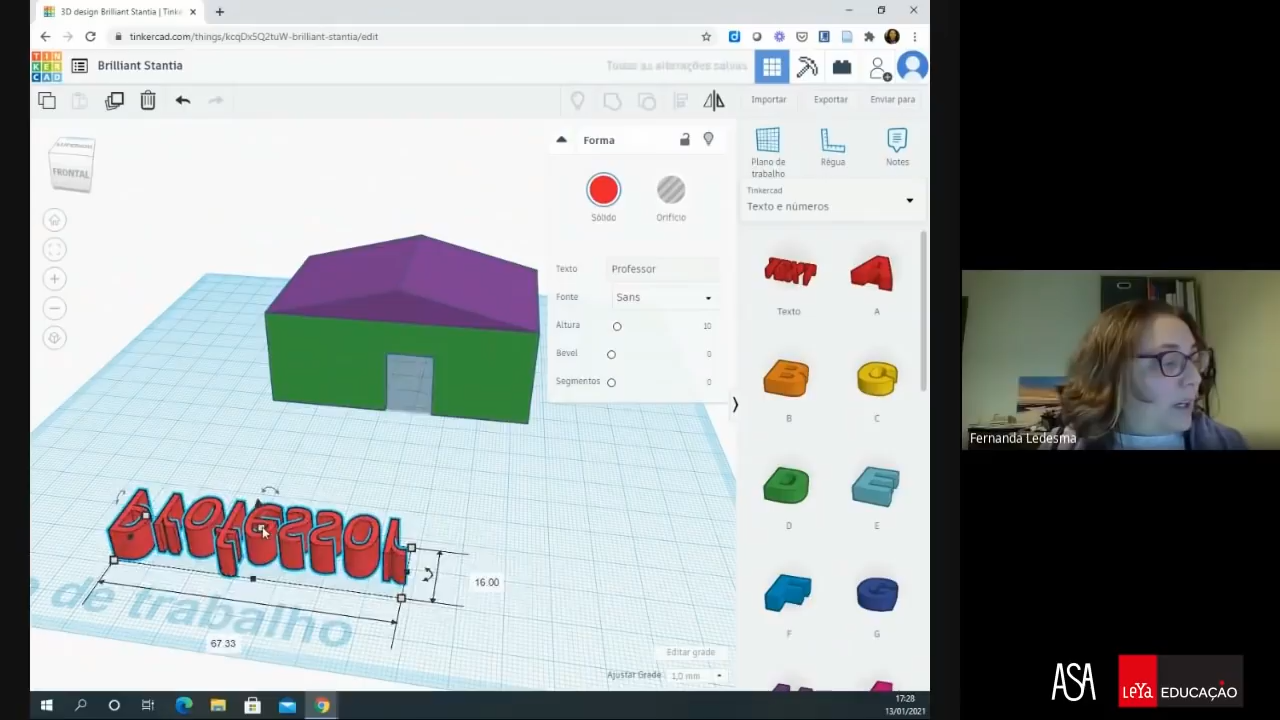 3D design Brilliant Stantia | Tink
tinkercad.com/things/kcqDx5Q2tuW-brilliant-stantia/edit
TIN
KER
CAD
Brilliant Stantia
Todas as alterações salvas
Importar
Exportar
Enviar para
Plano de trabalho
Régua
Notes
Tinkercad
Texto e números
FRONTAL
Forma
Sólido
Orifício
Texto
Professor
Fonte
Sans
Altura
10
Bevel
0
Segmentos
0
TEXT
Texto
A
A
B
B
C
C
D
D
E
E
F
F
G
G
Professor
16.00
67.33
e de trabalho
Editar grade
Ajustar Grade
1,0 mm
17:28
13/01/2021
Fernanda Ledesma
ASA
LeYa
EDUCAÇÃO